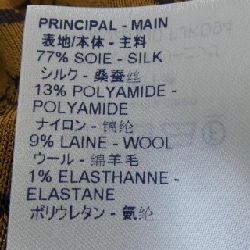 PRINCIPAL - MAIN
表地/本体 - 主料
77% SOIE - SILK
シルク - 桑蚕丝
13% POLYAMIDE -
POLYAMIDE
ナイロン - 锦纶
9% LAINE - WOOL
ウール - 绵羊毛
1% ELASTHANNE -
ELASTANE
ポリウレタン - 氨纶